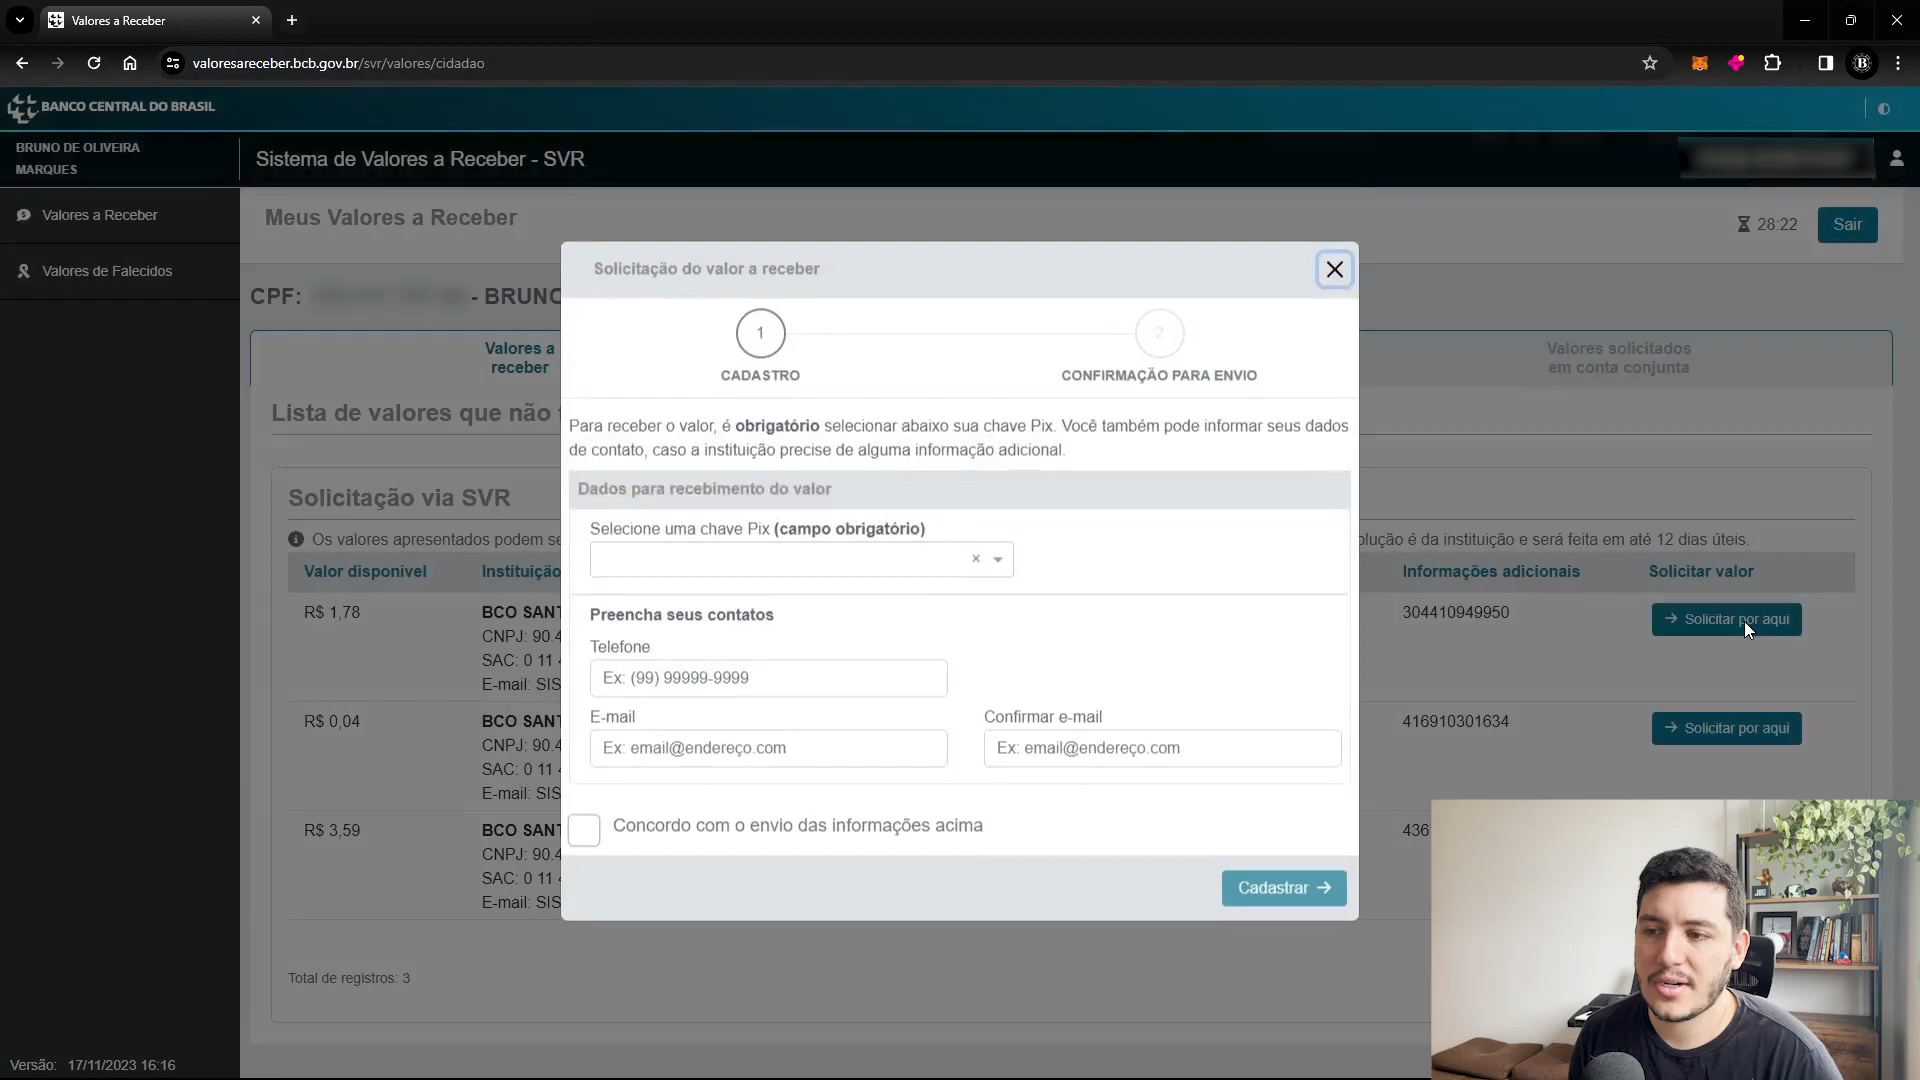 Valores a Receber
valoresareceber.bcb.gov.br/svr/valores/cidadao
BANCO CENTRAL DO BRASIL
BRUNO DE OLIVEIRA
MARQUES
Sistema de Valores a Receber - SVR
Valores a Receber
Valores de Falecidos
Meus Valores a Receber
28:22
Sair
CPF: - BRUNO
Valores a
receber
Valores solicitados
em conta conjunta
Lista de valores que não
Solicitação via SVR
Os valores apresentados podem se
olução é da instituição e será feita em até 12 dias úteis.
Valor disponível Instituição Informações adicionais Solicitar valor
R$ 1,78 BCO SANT 304410949950 Solicitar por aqui
CNPJ: 90.4
SAC: 0 11 4
E-mail: SIS
R$ 0,04 BCO SANT 416910301634 Solicitar por aqui
CNPJ: 90.4
SAC: 0 11 4
E-mail: SIS
R$ 3,59 BCO SANT 436
CNPJ: 90.4
SAC: 0 11 4
E-mail: SIS
Total de registros: 3
Versão: 17/11/2023 16:16
Solicitação do valor a receber
1 2
CADASTRO CONFIRMAÇÃO PARA ENVIO
Para receber o valor, é obrigatório selecionar abaixo sua chave Pix. Você também pode informar seus dados
de contato, caso a instituição precise de alguma informação adicional.
Dados para recebimento do valor
Selecione uma chave Pix (campo obrigatório)
Preencha seus contatos
Telefone
Ex: (99) 99999-9999
E-mail Confirmar e-mail
Ex: email@endereço.com Ex: email@endereço.com
Concordo com o envio das informações acima
Cadastrar